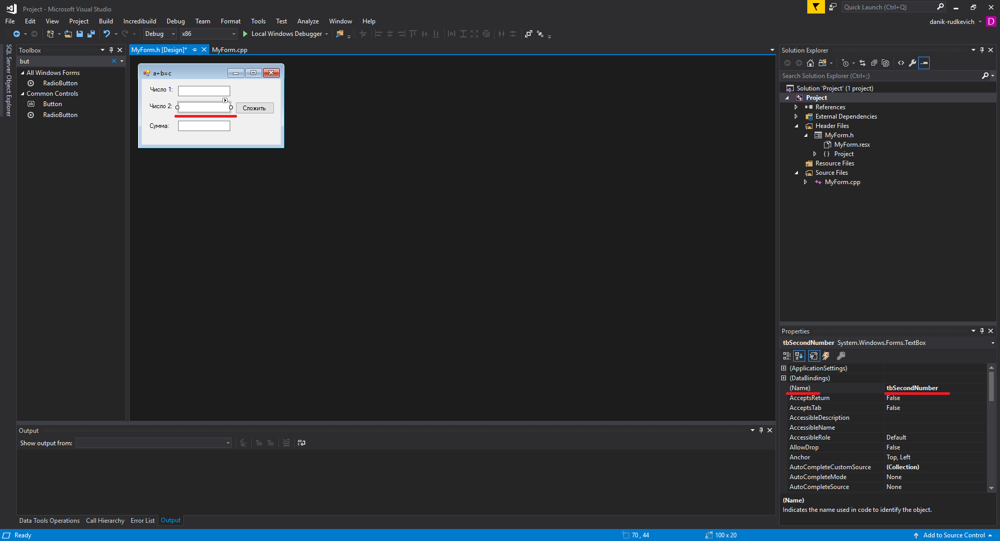 Project - Microsoft Visual Studio
Quick Launch (Ctrl+Q)
File Edit View Project Build Incredibuild Debug Team Format Tools Test Analyze Window Help
danik-rudkevich D
Debug x86 Local Windows Debugger
SQL Server Object Explorer
Toolbox
but
All Windows Forms
RadioButton
Common Controls
Button
RadioButton
MyForm.h [Design]* MyForm.cpp
a+b=c
Число 1:
Число 2:
Сложить
Сумма:
Solution Explorer
Search Solution Explorer (Ctrl+;)
Solution 'Project' (1 project)
Project
References
External Dependencies
Header Files
MyForm.h
MyForm.resx
Project
Resource Files
Source Files
MyForm.cpp
Properties
tbSecondNumber System.Windows.Forms.TextBox
(ApplicationSettings)
(DataBindings)
(Name) tbSecondNumber
AcceptsReturn False
AcceptsTab False
AccessibleDescription
AccessibleName
AccessibleRole Default
AllowDrop False
Anchor Top, Left
AutoCompleteCustomSource (Collection)
AutoCompleteMode None
AutoCompleteSource None
(Name)
Indicates the name used in code to identify the object.
Output
Show output from:
Data Tools Operations Call Hierarchy Error List Output
Ready 70 , 44 100 x 20 Add to Source Control